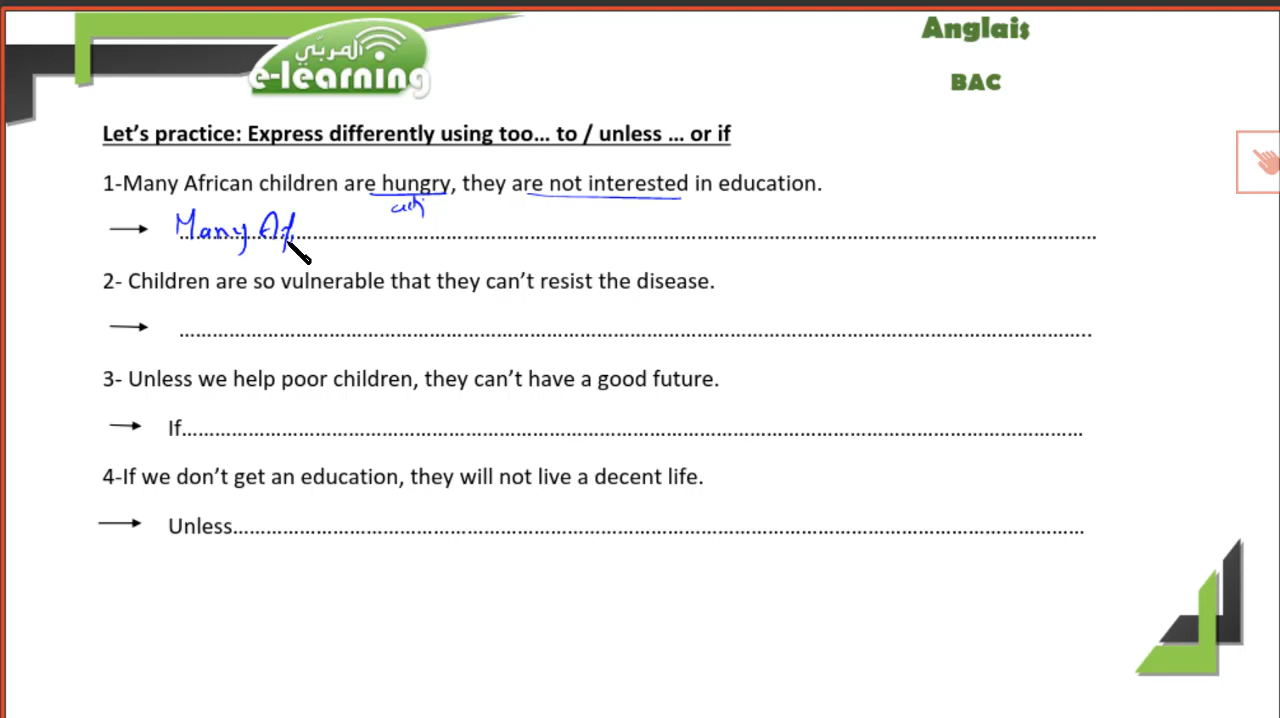 العربي
e-learning
Anglais
BAC
Let's practice: Express differently using too… to / unless … or if
1-Many African children are hungry, they are not interested in education.
adj
Many Af
2- Children are so vulnerable that they can't resist the disease.
3- Unless we help poor children, they can't have a good future.
If……………………………………………………………………………………………………………
4-If we don't get an education, they will not live a decent life.
Unless……………………………………………………………………………………………………